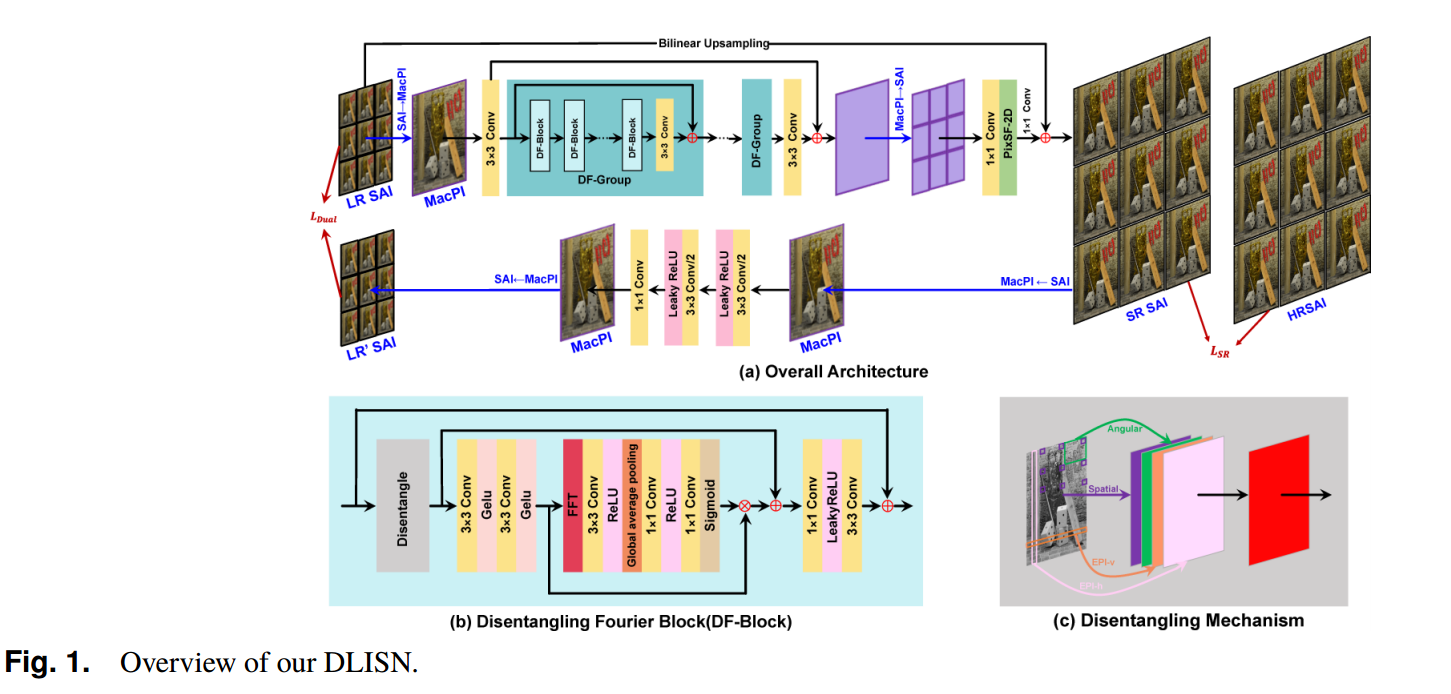 Bilinear Upsampling
SAI→MacPI
LR SAI
MacPI
3×3 Conv
DF-Block
DF-Block
DF-Block
3×3 Conv
DF-Group
DF-Group
3×3 Conv
MacPI→SAI
1×1 Conv
PixSF-2D
1×1 Conv
L_Dual
LR' SAI
SAI←MacPI
MacPI
1×1 Conv
Leaky ReLU
3×3 Conv/2
Leaky ReLU
3×3 Conv/2
MacPI
MacPI ← SAI
SR SAI
HRSAI
L_SR
(a) Overall Architecture
Disentangle
3×3 Conv
Gelu
3×3 Conv
Gelu
FFT
3×3 Conv
ReLU
Global average pooling
1×1 Conv
ReLU
1×1 Conv
Sigmoid
1×1 Conv
LeakyReLU
3×3 Conv
(b) Disentangling Fourier Block(DF-Block)
Angular
Spatial
EPI-v
EPI-h
(c) Disentangling Mechanism
Fig. 1. Overview of our DLISN.